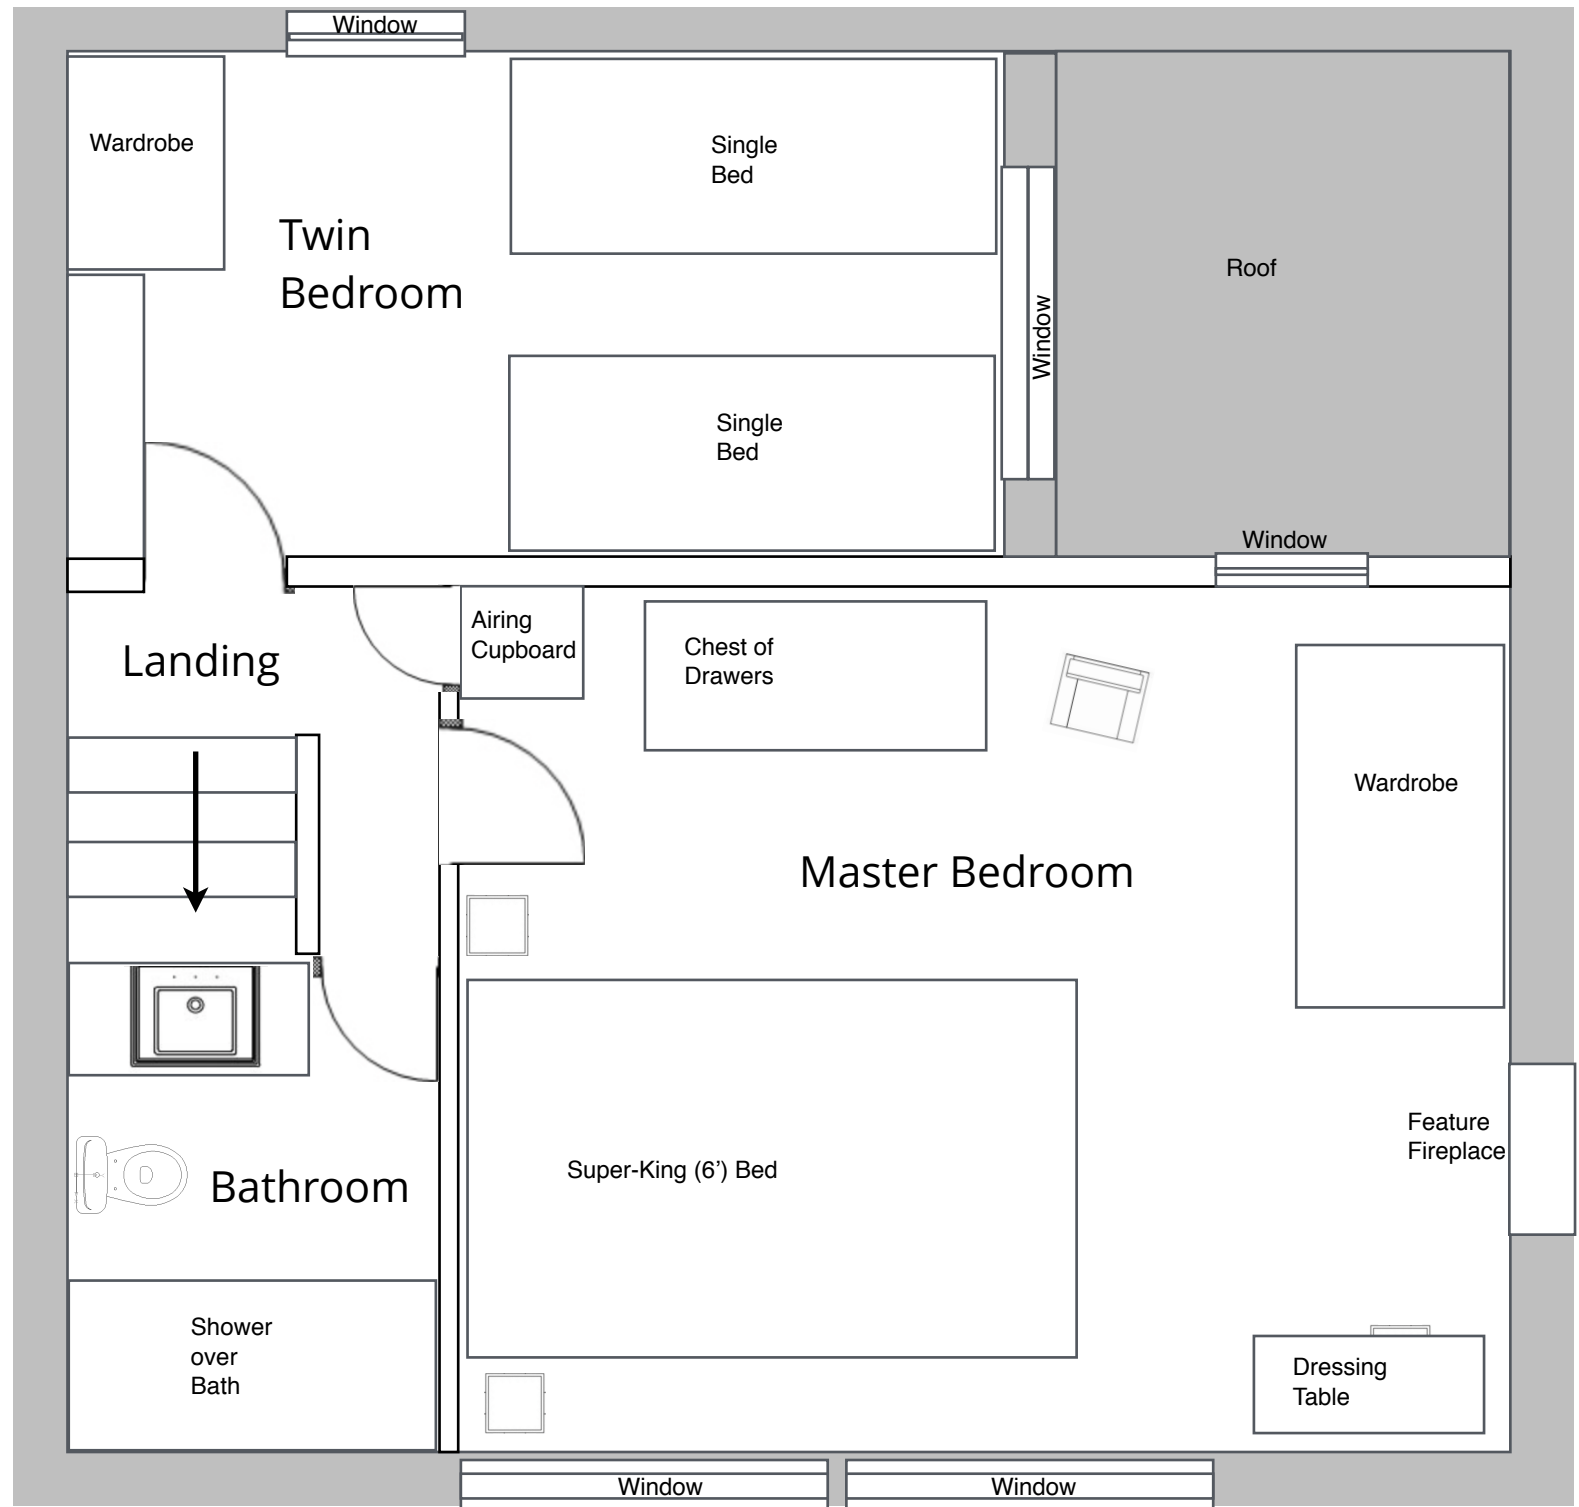 Window
Wardrobe
Single
Bed
Twin
Bedroom
Roof
Window
Single
Bed
Window
Airing
Cupboard
Landing
Chest of
Drawers
Wardrobe
Master Bedroom
Feature
Fireplace
Super-King (6’) Bed
Bathroom
Shower
over
Bath
Dressing
Table
Window
Window